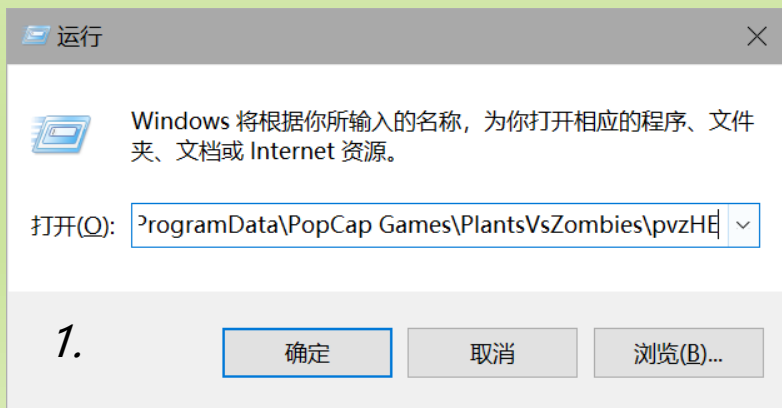 运行
Windows 将根据你所输入的名称，为你打开相应的程序、文件
夹、文档或 Internet 资源。
打开(O): ProgramData\PopCap Games\PlantsVsZombies\pvzHE
1.
确定 取消 浏览(B)...